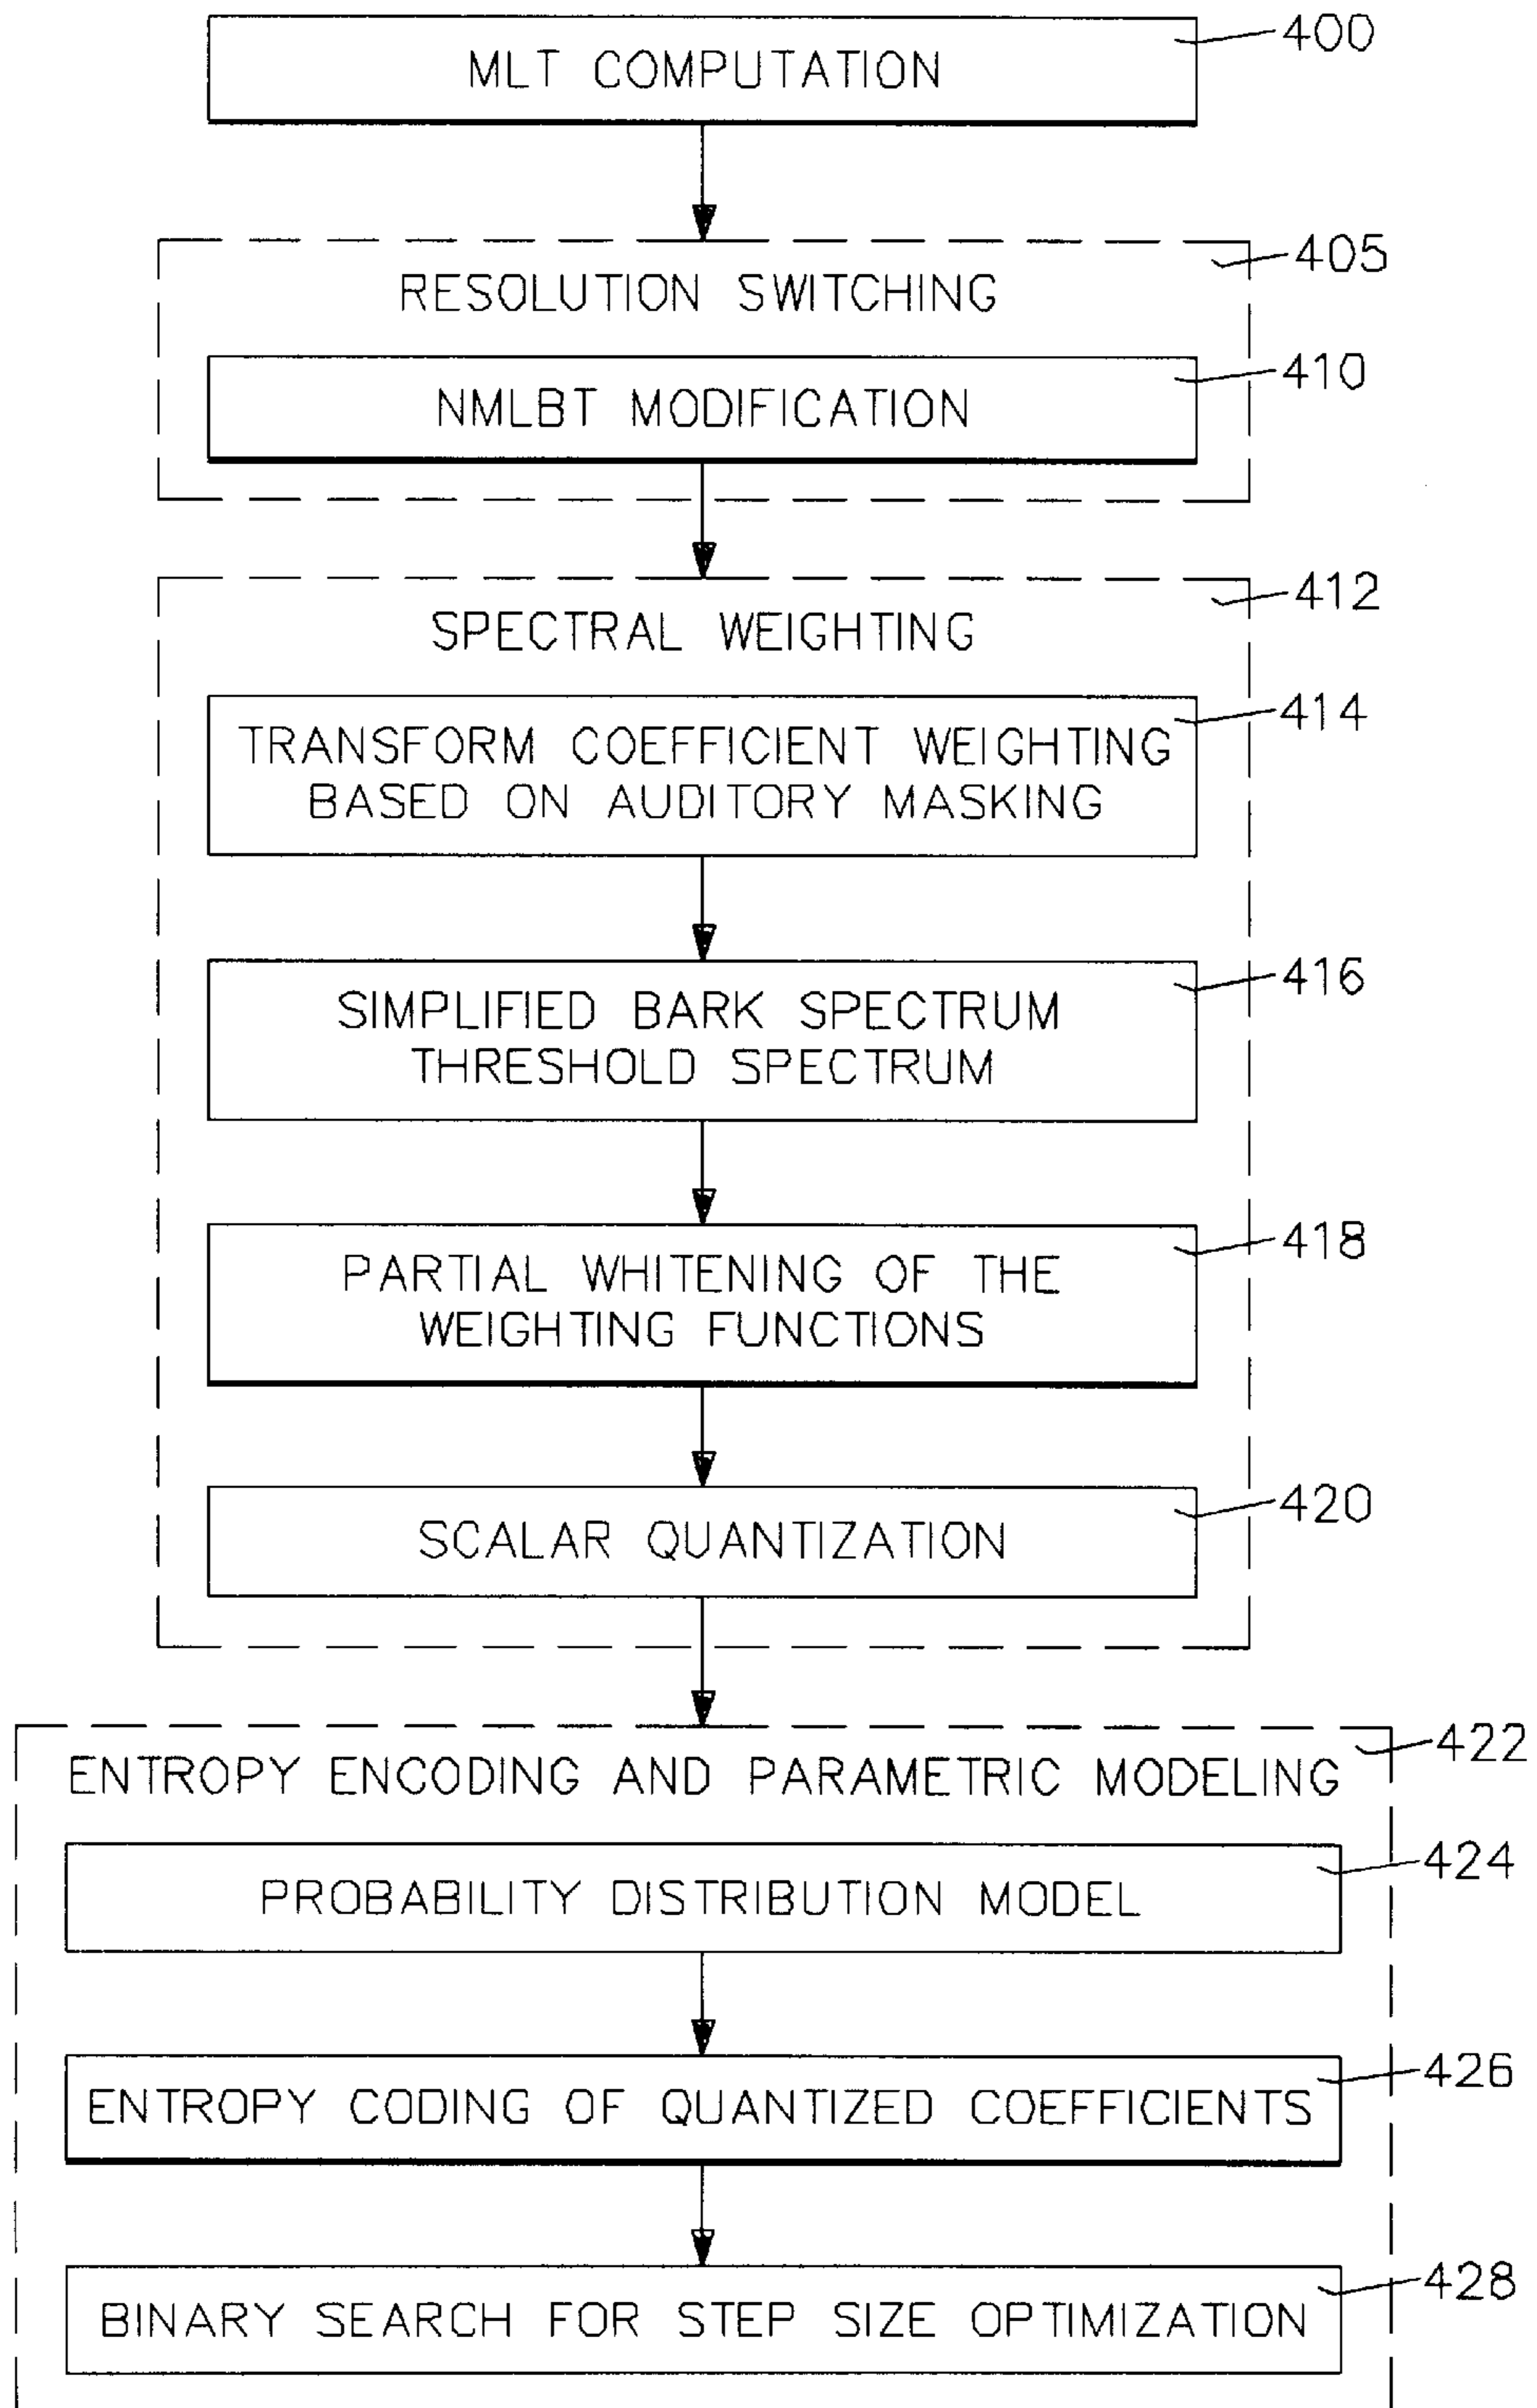 MLT COMPUTATION
400
405
RESOLUTION SWITCHING
410
NMLBT MODIFICATION
412
SPECTRAL WEIGHTING
414
TRANSFORM COEFFICIENT WEIGHTING
BASED ON AUDITORY MASKING
416
SIMPLIFIED BARK SPECTRUM
THRESHOLD SPECTRUM
418
PARTIAL WHITENING OF THE
WEIGHTING FUNCTIONS
420
SCALAR QUANTIZATION
422
ENTROPY ENCODING AND PARAMETRIC MODELING
424
PROBABILITY DISTRIBUTION MODEL
426
ENTROPY CODING OF QUANTIZED COEFFICIENTS
428
BINARY SEARCH FOR STEP SIZE OPTIMIZATION